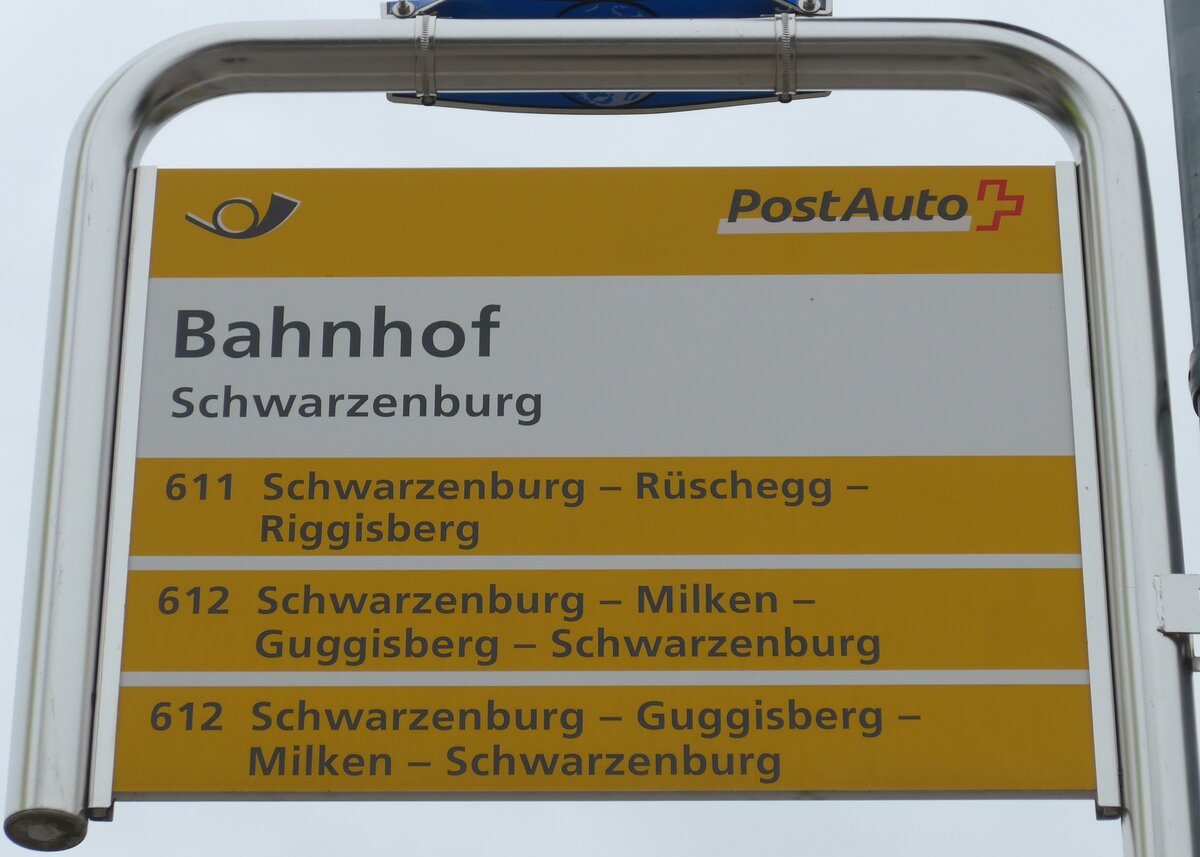 PostAuto
Bahnhof
Schwarzenburg
611 Schwarzenburg – Rüschegg –
Riggisberg
612 Schwarzenburg – Milken –
Guggisberg – Schwarzenburg
612 Schwarzenburg – Guggisberg –
Milken – Schwarzenburg